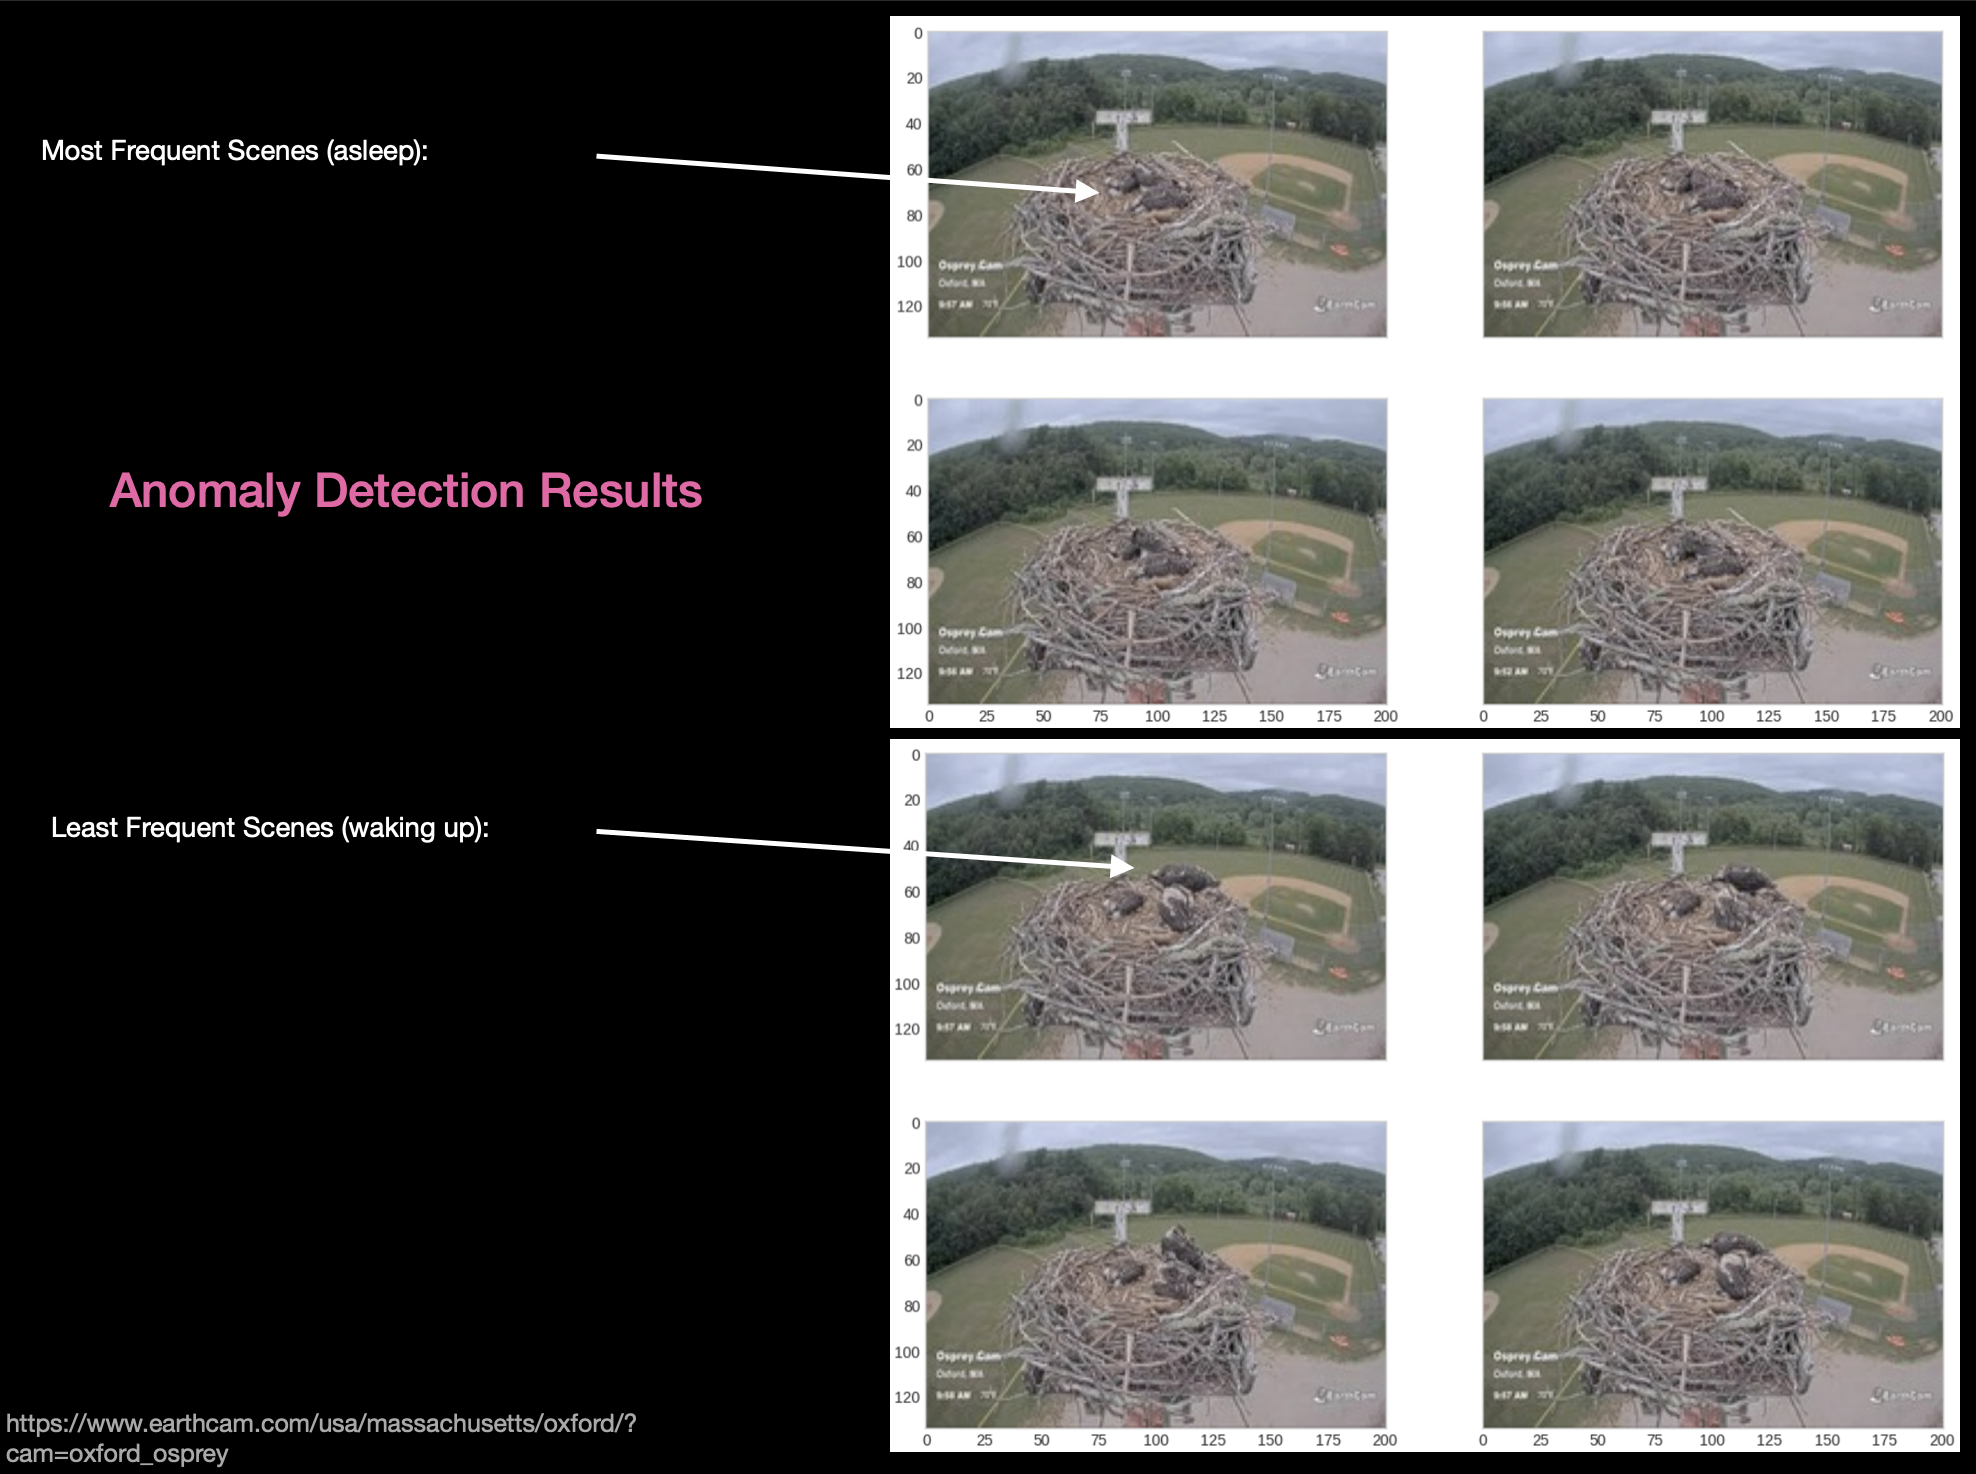 Most Frequent Scenes (asleep):
Anomaly Detection Results
Least Frequent Scenes (waking up):
https://www.earthcam.com/usa/massachusetts/oxford/?
cam=oxford_osprey
0
20
40
60
80
100
120
Osprey Cam
Oxford, MA
9:57 AM 70°F
EarthCam
Osprey Cam
Oxford, MA
9:56 AM 70°F
EarthCam
0
20
40
60
80
100
120
Osprey Cam
Oxford, MA
9:56 AM 70°F
EarthCam
Osprey Cam
Oxford, MA
9:52 AM 70°F
EarthCam
0 25 50 75 100 125 150 175 200
0 25 50 75 100 125 150 175 200
0
20
40
60
80
100
120
Osprey Cam
Oxford, MA
9:57 AM 70°F
EarthCam
Osprey Cam
Oxford, MA
9:58 AM 70°F
EarthCam
0
20
40
60
80
100
120
Osprey Cam
Oxford, MA
9:58 AM 70°F
EarthCam
Osprey Cam
Oxford, MA
9:57 AM 70°F
EarthCam
0 25 50 75 100 125 150 175 200
0 25 50 75 100 125 150 175 200